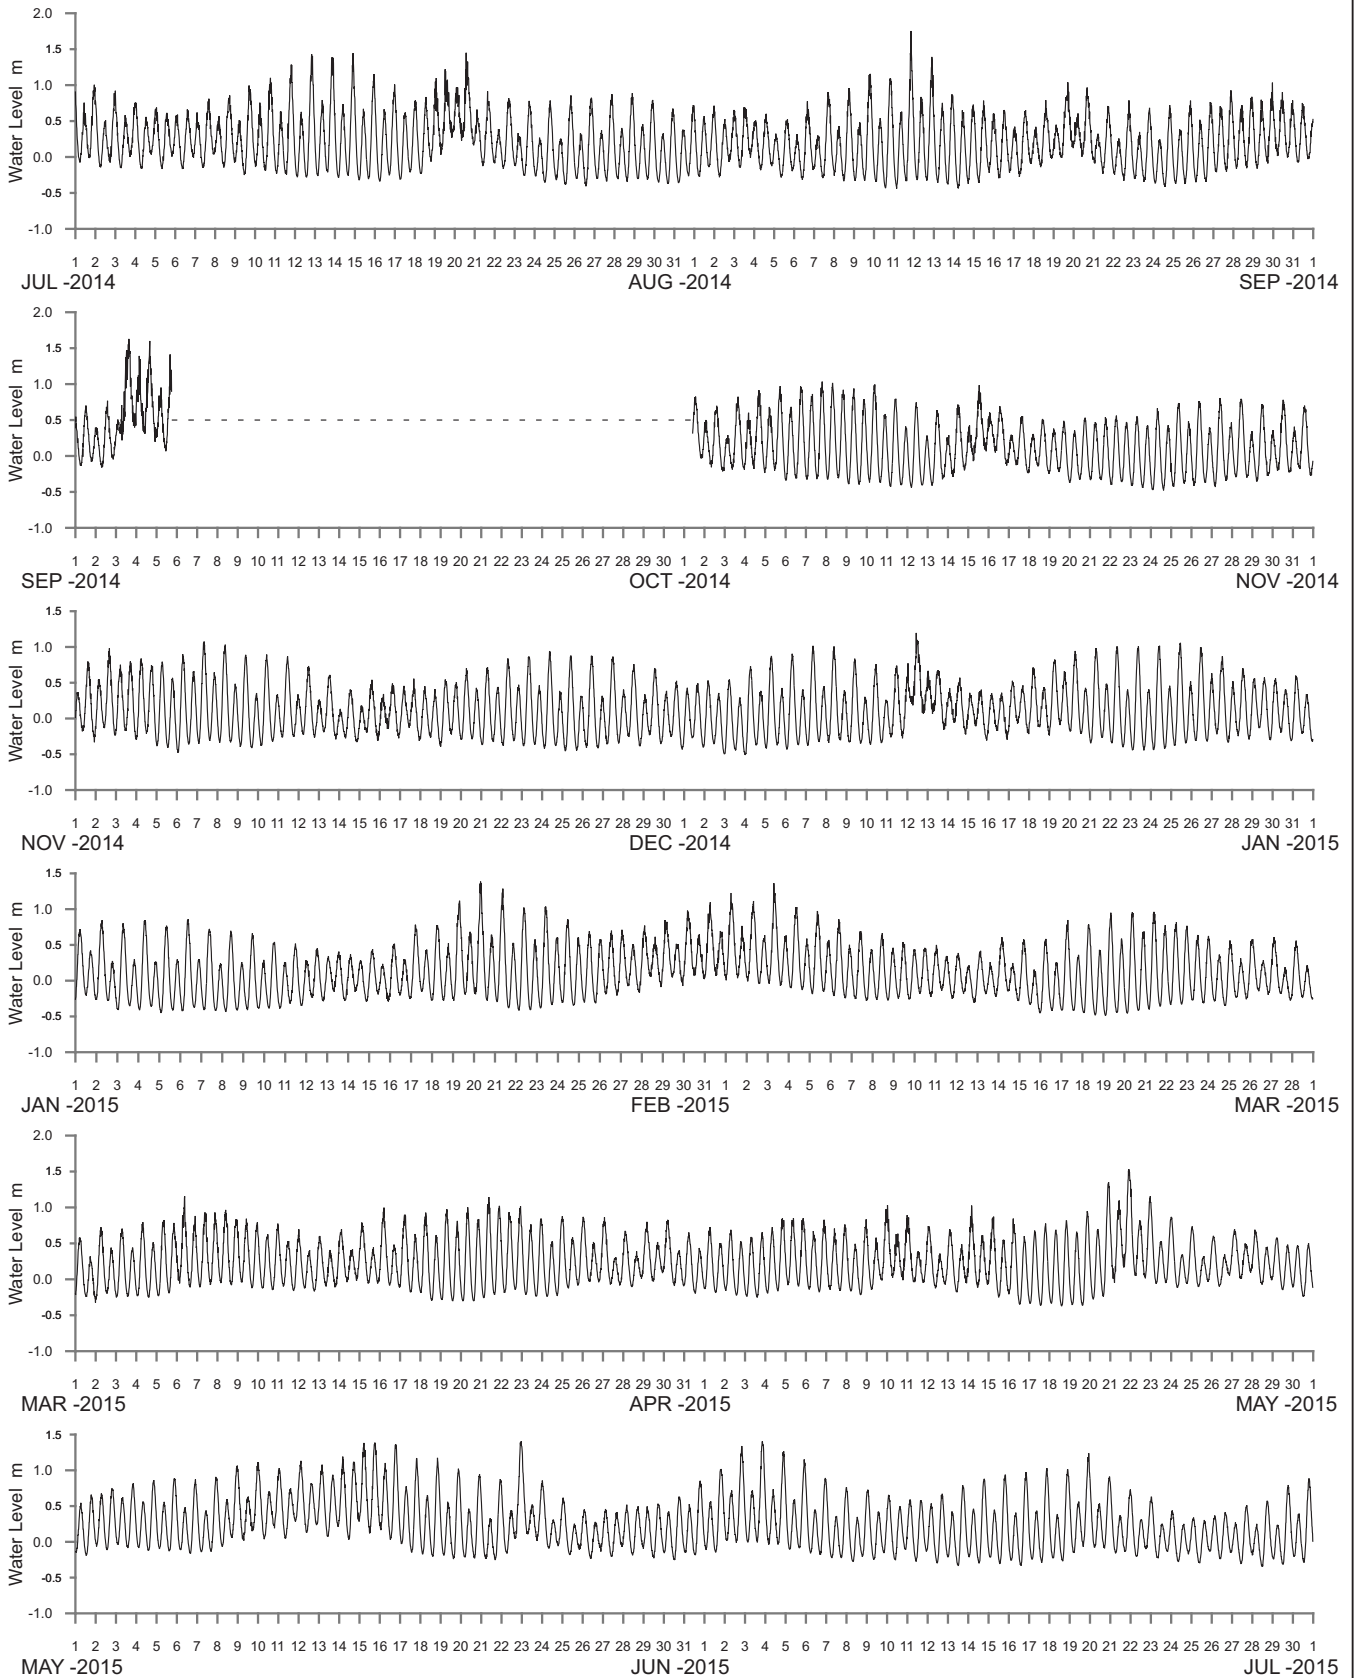 2.0
1.5
1.0
0.5
0.0
-0.5
-1.0
Water Level m
1 2 3 4 5 6 7 8 9 10 11 12 13 14 15 16 17 18 19 20 21 22 23 24 25 26 27 28 29 30 31 1 2 3 4 5 6 7 8 9 10 11 12 13 14 15 16 17 18 19 20 21 22 23 24 25 26 27 28 29 30 31 1
JUL -2014 AUG -2014 SEP -2014
2.0
1.5
1.0
0.5
0.0
-0.5
-1.0
Water Level m
1 2 3 4 5 6 7 8 9 10 11 12 13 14 15 16 17 18 19 20 21 22 23 24 25 26 27 28 29 30 1 2 3 4 5 6 7 8 9 10 11 12 13 14 15 16 17 18 19 20 21 22 23 24 25 26 27 28 29 30 31 1
SEP -2014 OCT -2014 NOV -2014
1.5
1.0
0.5
0.0
-0.5
-1.0
Water Level m
1 2 3 4 5 6 7 8 9 10 11 12 13 14 15 16 17 18 19 20 21 22 23 24 25 26 27 28 29 30 1 2 3 4 5 6 7 8 9 10 11 12 13 14 15 16 17 18 19 20 21 22 23 24 25 26 27 28 29 30 31 1
NOV -2014 DEC -2014 JAN -2015
1.5
1.0
0.5
0.0
-0.5
-1.0
Water Level m
1 2 3 4 5 6 7 8 9 10 11 12 13 14 15 16 17 18 19 20 21 22 23 24 25 26 27 28 29 30 31 1 2 3 4 5 6 7 8 9 10 11 12 13 14 15 16 17 18 19 20 21 22 23 24 25 26 27 28 1
JAN -2015 FEB -2015 MAR -2015
2.0
1.5
1.0
0.5
0.0
-0.5
-1.0
Water Level m
1 2 3 4 5 6 7 8 9 10 11 12 13 14 15 16 17 18 19 20 21 22 23 24 25 26 27 28 29 30 31 1 2 3 4 5 6 7 8 9 10 11 12 13 14 15 16 17 18 19 20 21 22 23 24 25 26 27 28 29 30 1
MAR -2015 APR -2015 MAY -2015
1.5
1.0
0.5
0.0
-0.5
-1.0
Water Level m
1 2 3 4 5 6 7 8 9 10 11 12 13 14 15 16 17 18 19 20 21 22 23 24 25 26 27 28 29 30 31 1 2 3 4 5 6 7 8 9 10 11 12 13 14 15 16 17 18 19 20 21 22 23 24 25 26 27 28 29 30 1
MAY -2015 JUN -2015 JUL -2015